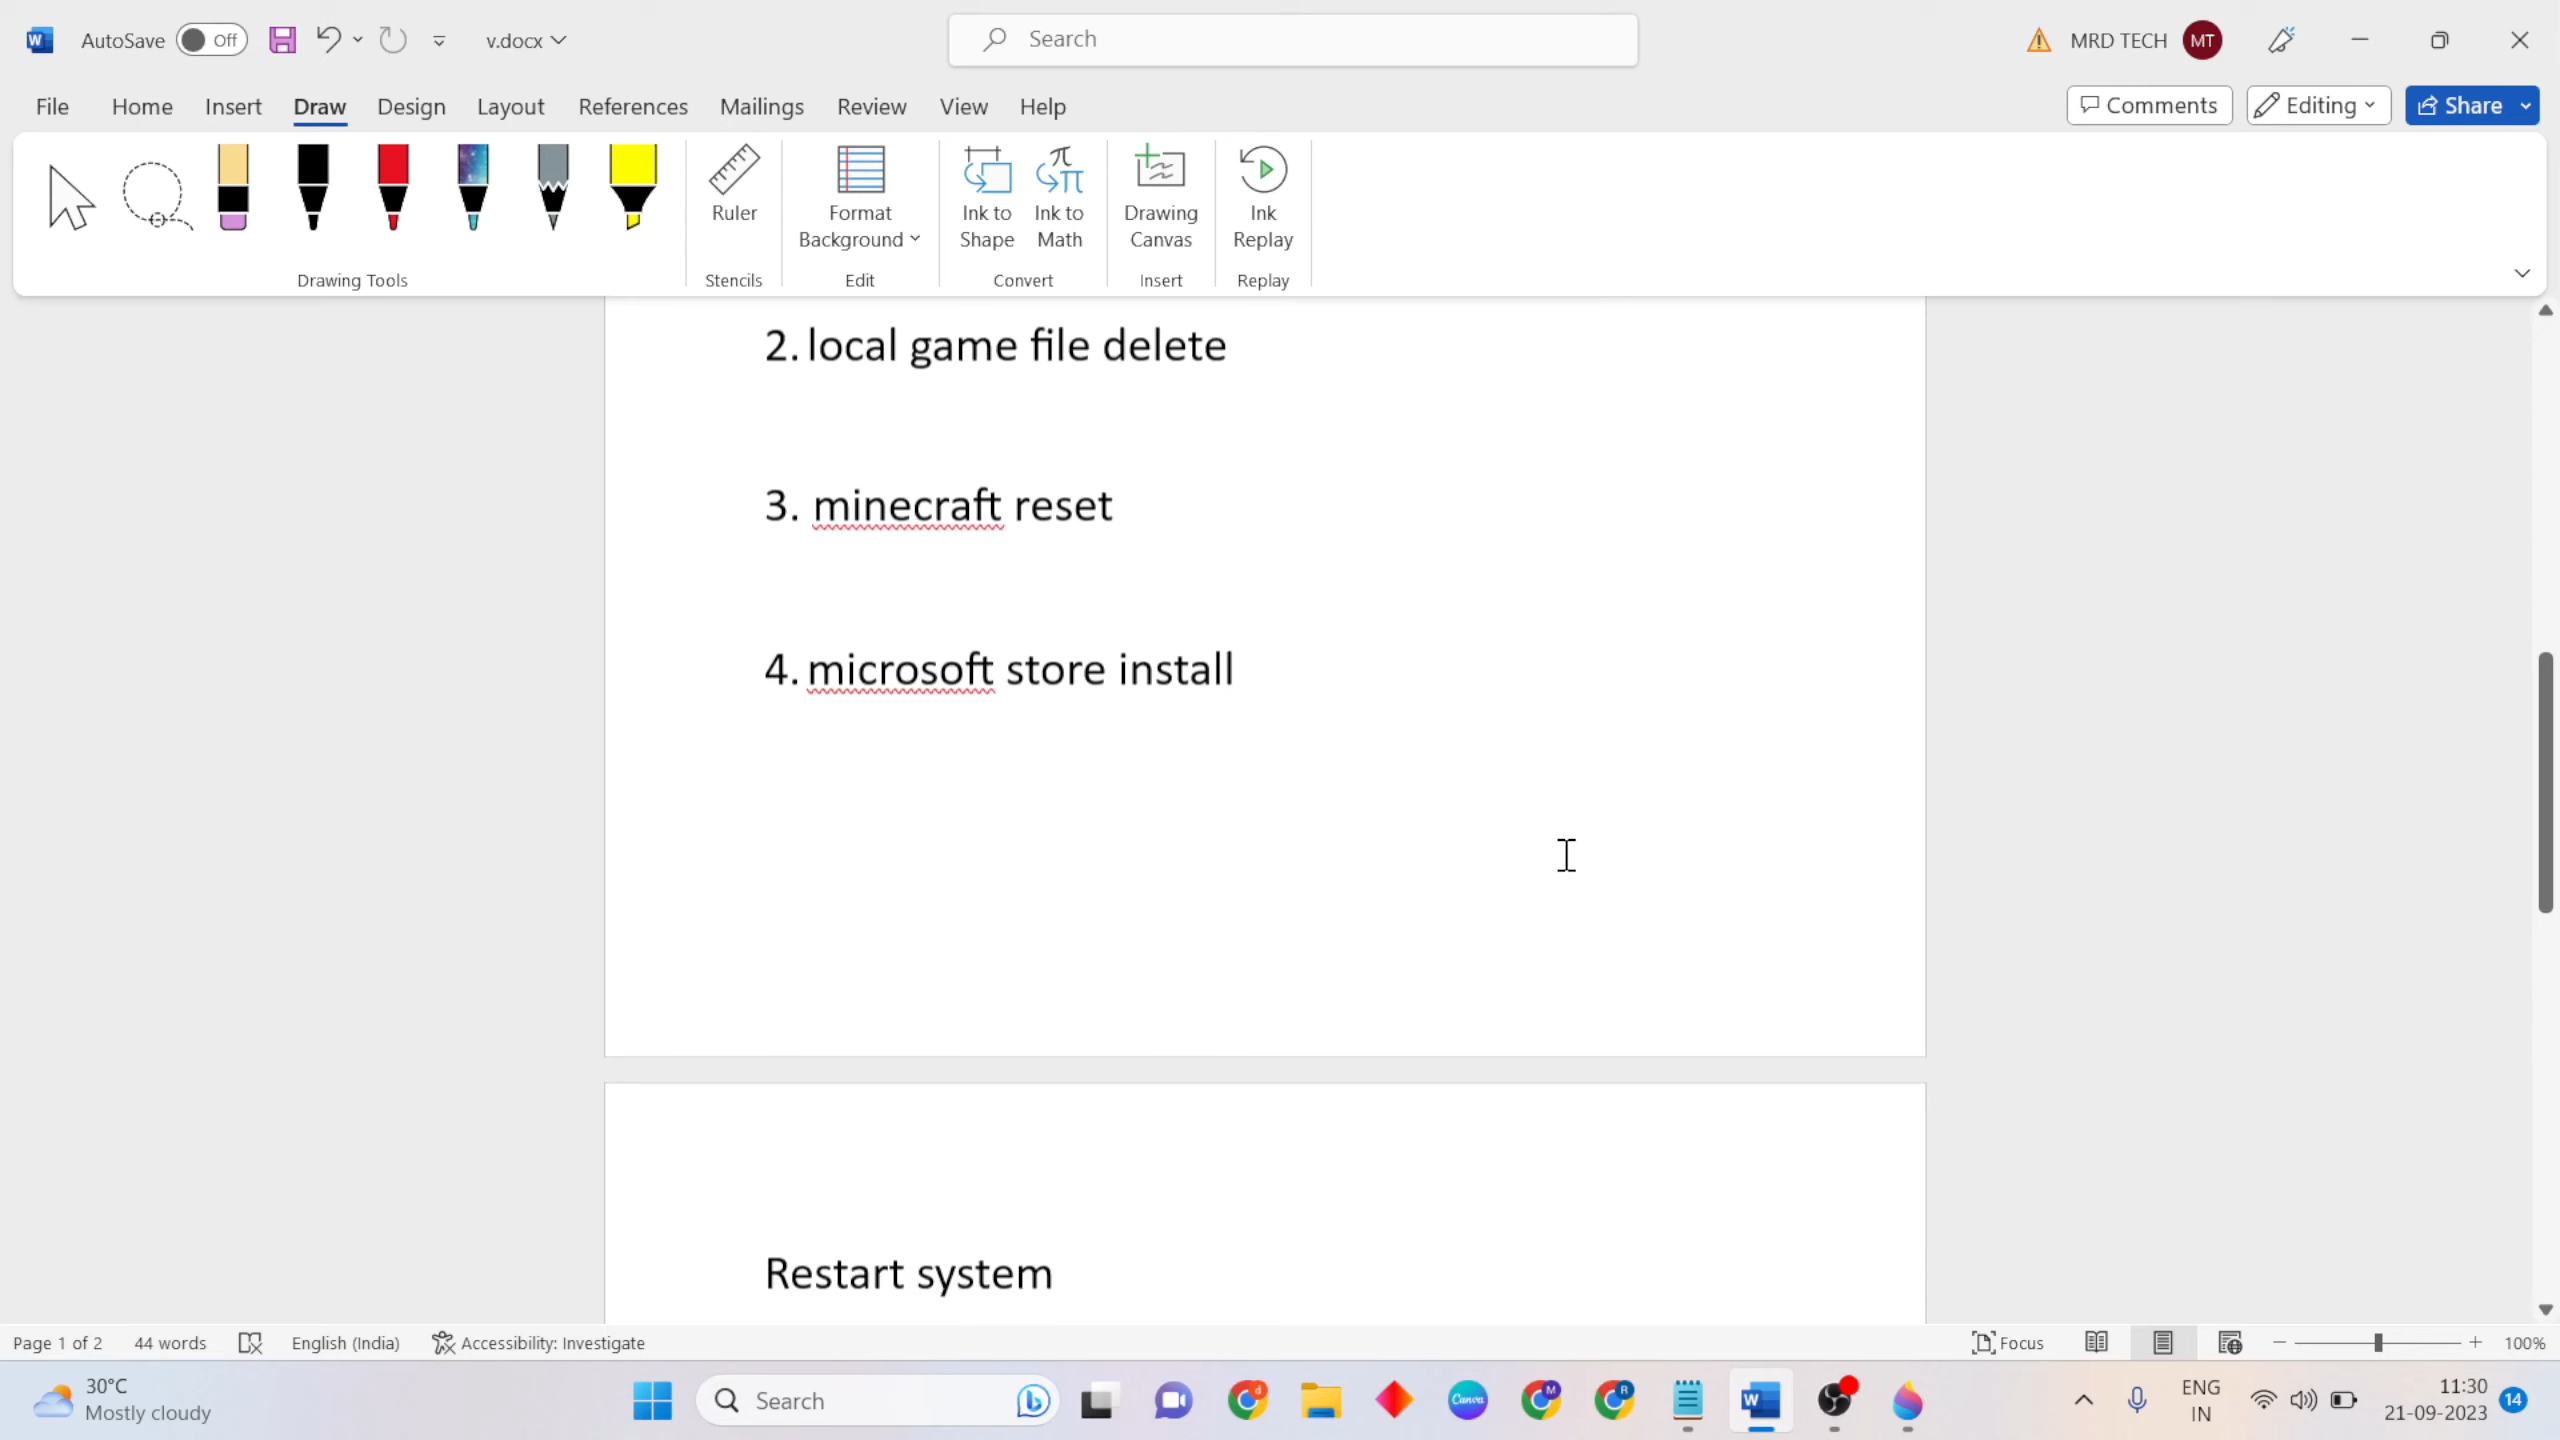 AutoSave Off v.docx Search MRD TECH MT
File Home Insert Draw Design Layout References Mailings Review View Help Comments Editing Share
Ruler
Format Background
Ink to Shape
Ink to Math
Drawing Canvas
Ink Replay
Drawing Tools Stencils Edit Convert Insert Replay
2. local game file delete
3. minecraft reset
4. microsoft store install
Restart system
Page 1 of 2 44 words English (India) Accessibility: Investigate Focus 100%
30°C
Mostly cloudy
Search
Canva
M
R
ENG
IN
11:30
21-09-2023
14